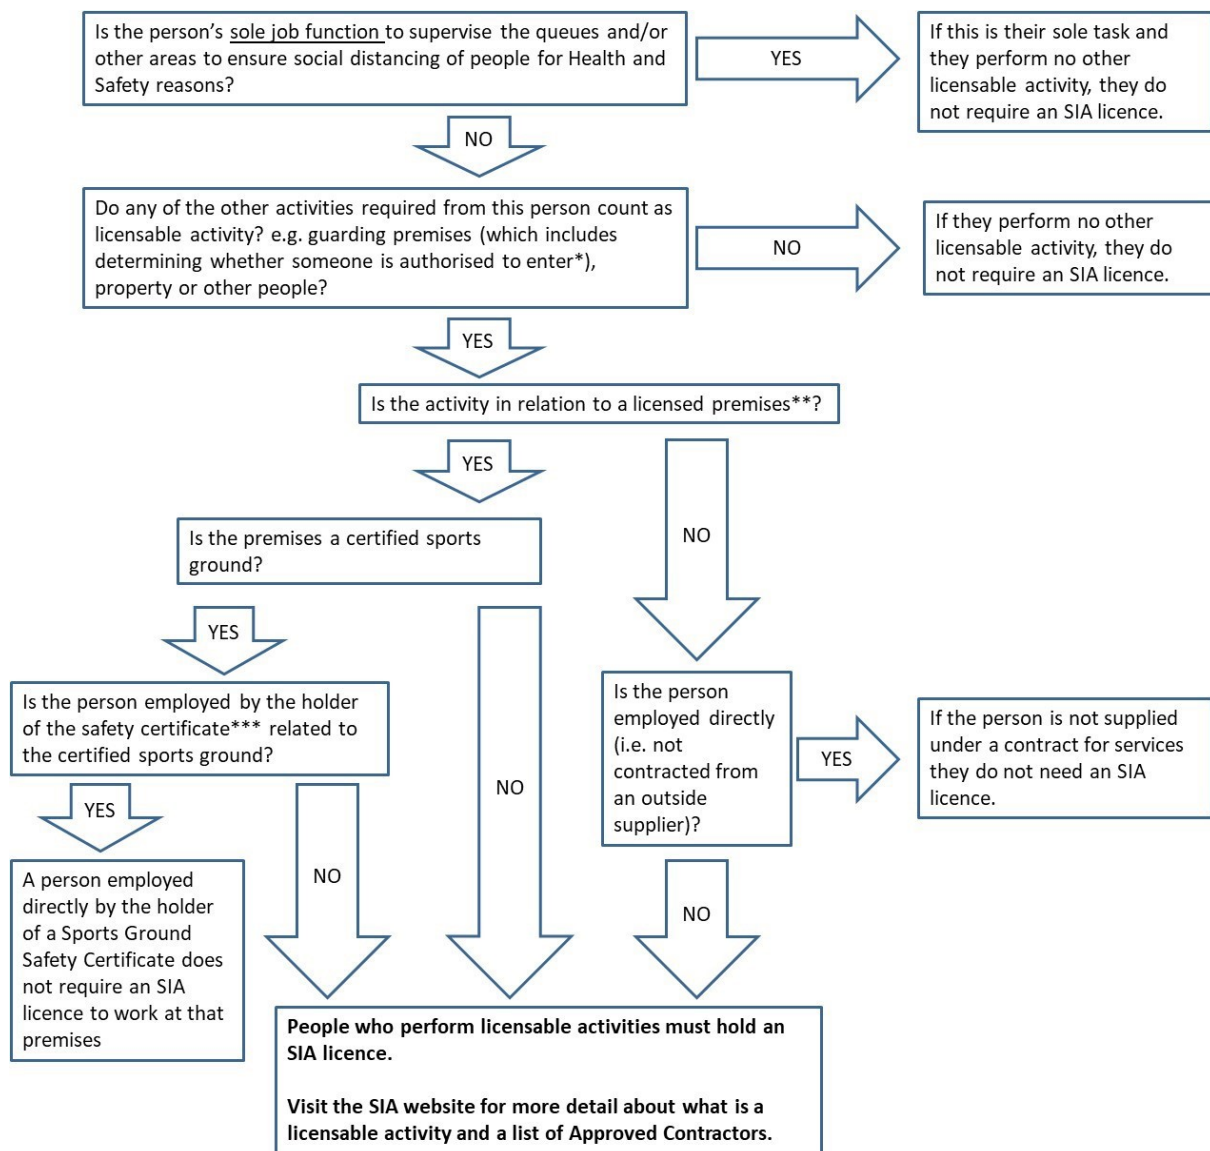 Is the person's sole job function to supervise the queues and/or
other areas to ensure social distancing of people for Health and
Safety reasons?
YES
If this is their sole task and
they perform no other
licensable activity, they do
not require an SIA licence.
NO
Do any of the other activities required from this person count as
licensable activity? e.g. guarding premises (which includes
determining whether someone is authorised to enter*),
property or other people?
NO
If they perform no other
licensable activity, they do
not require an SIA licence.
YES
Is the activity in relation to a licensed premises**?
YES
NO
Is the premises a certified sports
ground?
YES
NO
Is the person employed by the holder
of the safety certificate*** related to
the certified sports ground?
Is the person
employed directly
(i.e. not
contracted from
an outside
supplier)?
YES
If the person is not supplied
under a contract for services
they do not need an SIA
licence.
YES
NO
NO
A person employed
directly by the holder
of a Sports Ground
Safety Certificate does
not require an SIA
licence to work at that
premises
People who perform licensable activities must hold an
SIA licence.
Visit the SIA website for more detail about what is a
licensable activity and a list of Approved Contractors.